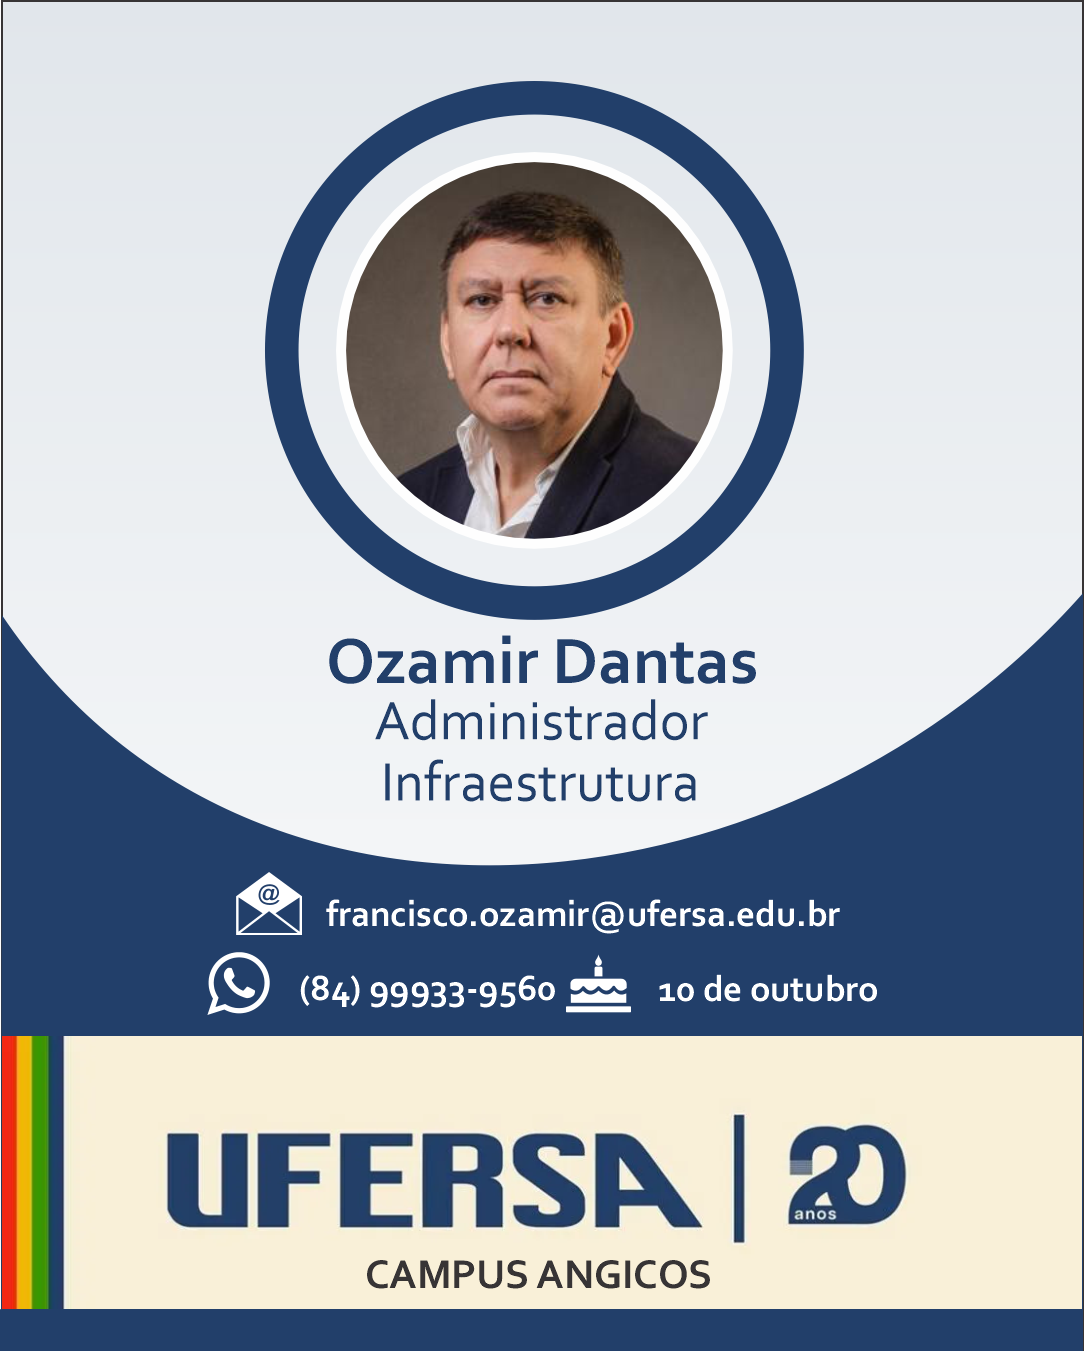 Ozamir Dantas
Administrador
Infraestrutura
@
francisco.ozamir@ufersa.edu.br
(84) 99933-9560 10 de outubro
UFERSA | 20
anos
CAMPUS ANGICOS